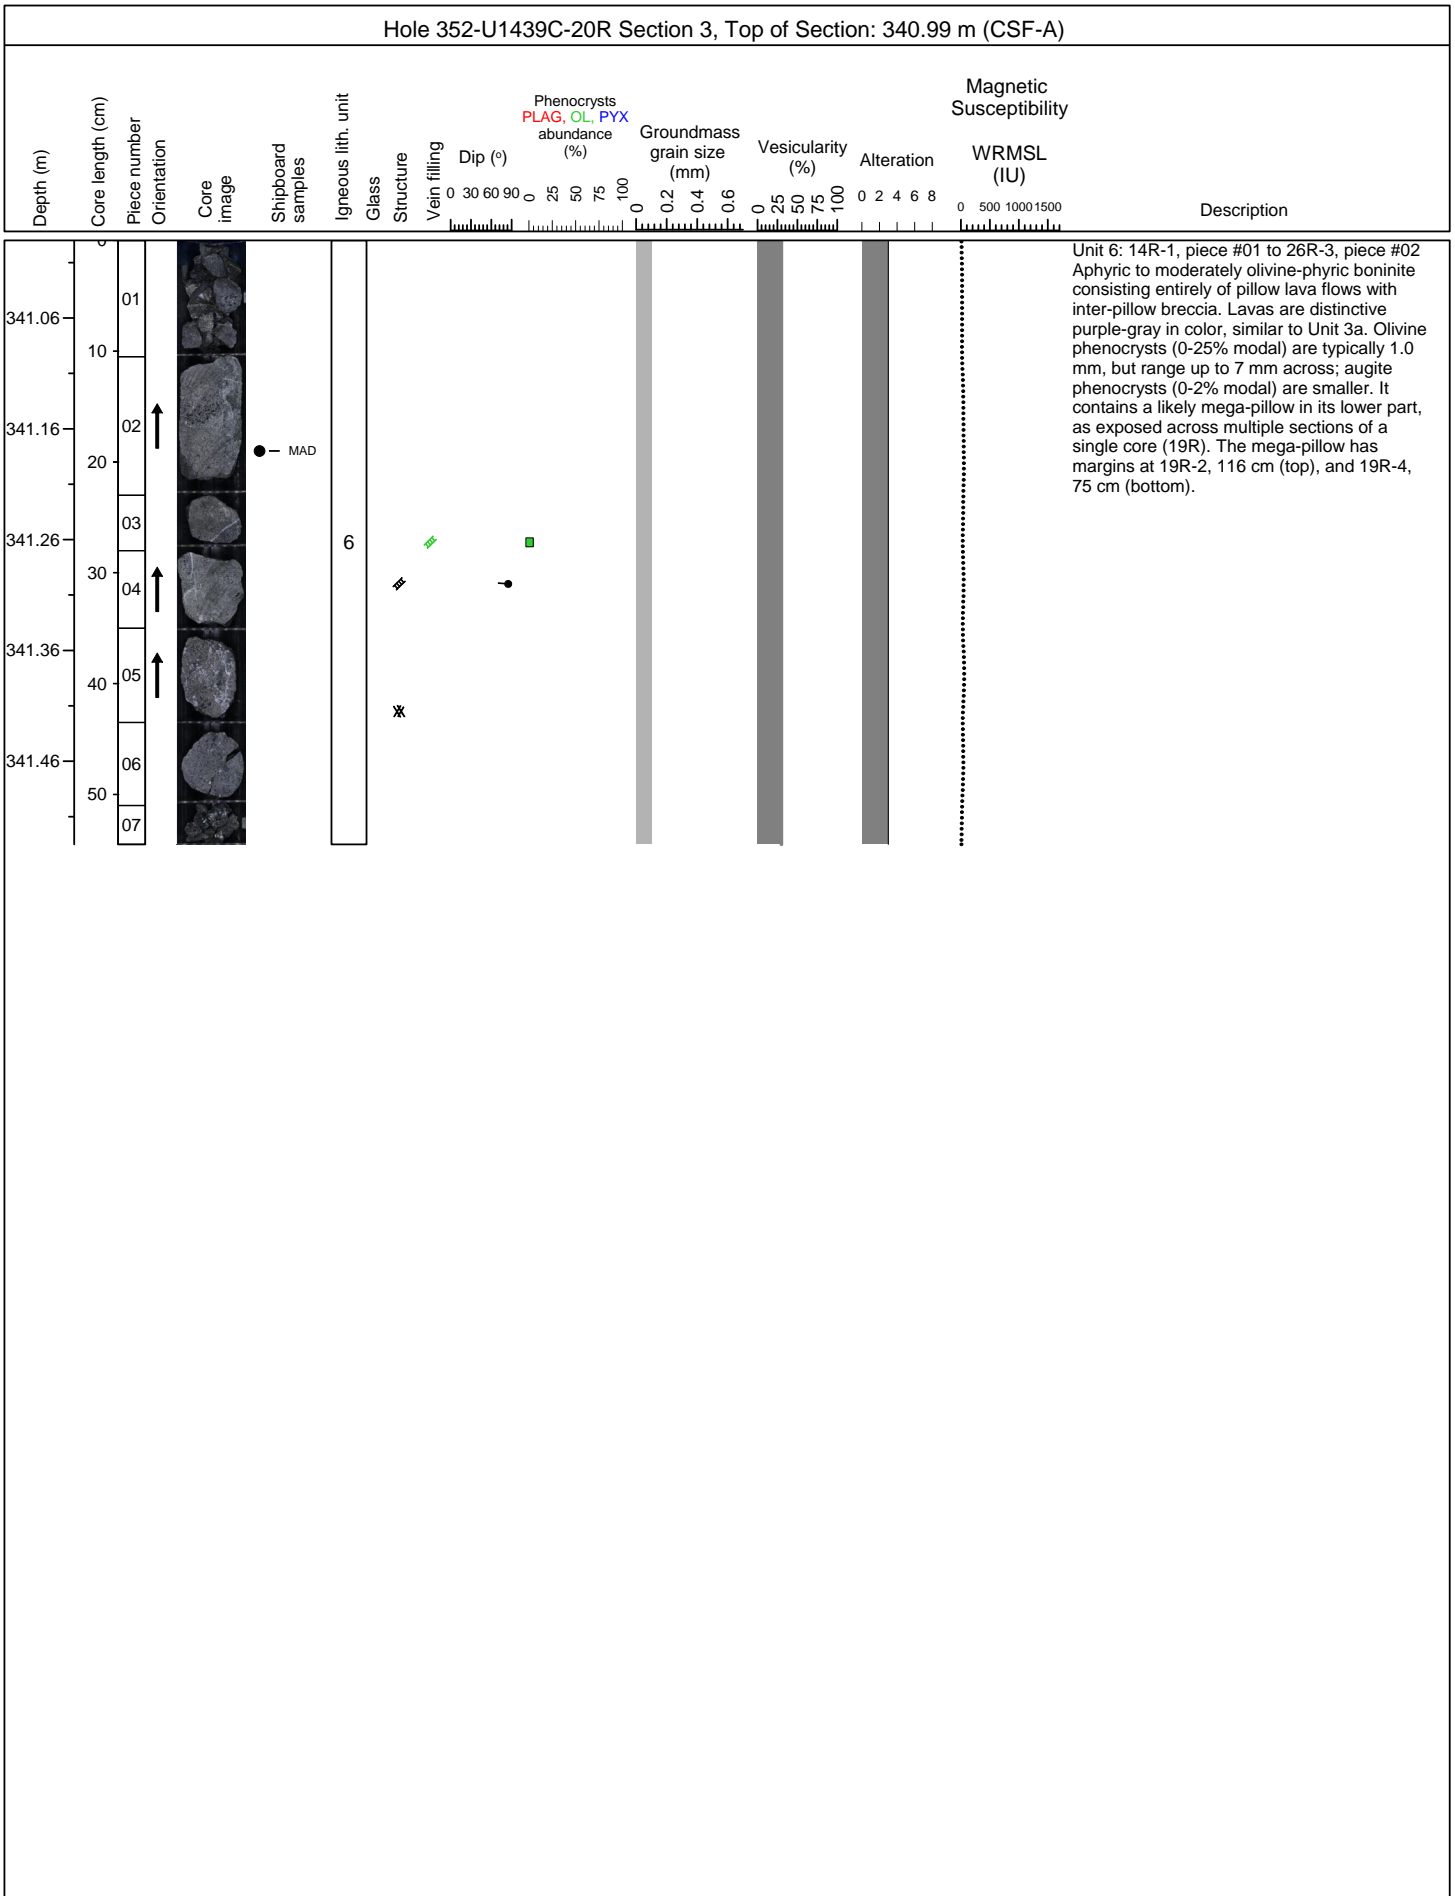 Hole 352-U1439C-20R Section 3, Top of Section: 340.99 m (CSF-A)
Depth (m)
Core length (cm)
Piece number
Orientation
Core
image
Shipboard
samples
Igneous lith. unit
Glass
Structure
Vein filling
Dip (°)
0 30 60 90
Phenocrysts
PLAG, OL, PYX
abundance
(%)
0 25 50 75 100
Groundmass
grain size
(mm)
0 0.2 0.4 0.6
Vesicularity
(%)
0 25 50 75 100
Alteration
0 2 4 6 8
Magnetic
Susceptibility
WRMSL
(IU)
0 500 1000 1500
Description
341.06
341.16
341.26
341.36
341.46
0
10
20
30
40
50
01
02
03
04
05
06
07
MAD
6
Unit 6: 14R-1, piece #01 to 26R-3, piece #02
Aphyric to moderately olivine-phyric boninite
consisting entirely of pillow lava flows with
inter-pillow breccia. Lavas are distinctive
purple-gray in color, similar to Unit 3a. Olivine
phenocrysts (0-25% modal) are typically 1.0
mm, but range up to 7 mm across; augite
phenocrysts (0-2% modal) are smaller. It
contains a likely mega-pillow in its lower part,
as exposed across multiple sections of a
single core (19R). The mega-pillow has
margins at 19R-2, 116 cm (top), and 19R-4,
75 cm (bottom).